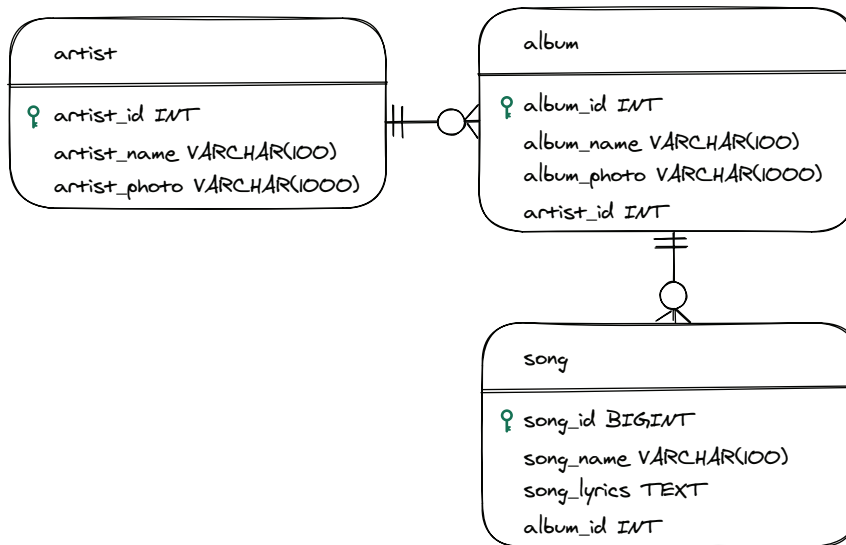 artist
artist_id INT
artist_name VARCHAR(100)
artist_photo VARCHAR(1000)
album
album_id INT
album_name VARCHAR(100)
album_photo VARCHAR(1000)
artist_id INT
song
song_id BIGINT
song_name VARCHAR(100)
song_lyrics TEXT
album_id INT